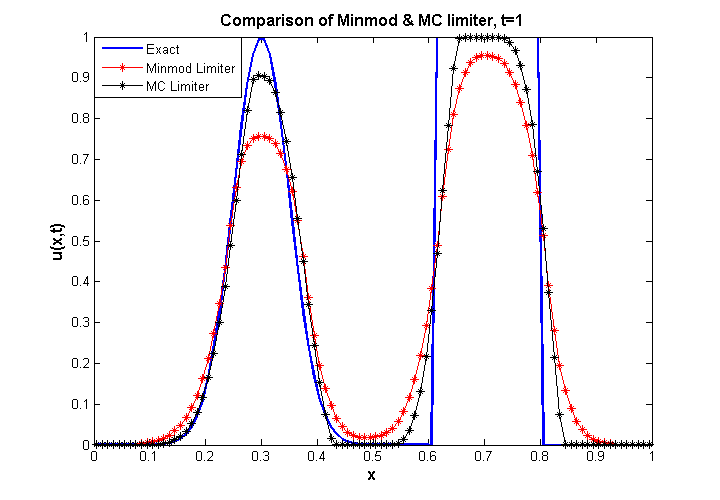 Comparison of Minmod & MC limiter, t=1
Exact
Minmod Limiter
MC Limiter
u(x,t)
1
0.9
0.8
0.7
0.6
0.5
0.4
0.3
0.2
0.1
0
0 0.1 0.2 0.3 0.4 0.5 0.6 0.7 0.8 0.9 1
x